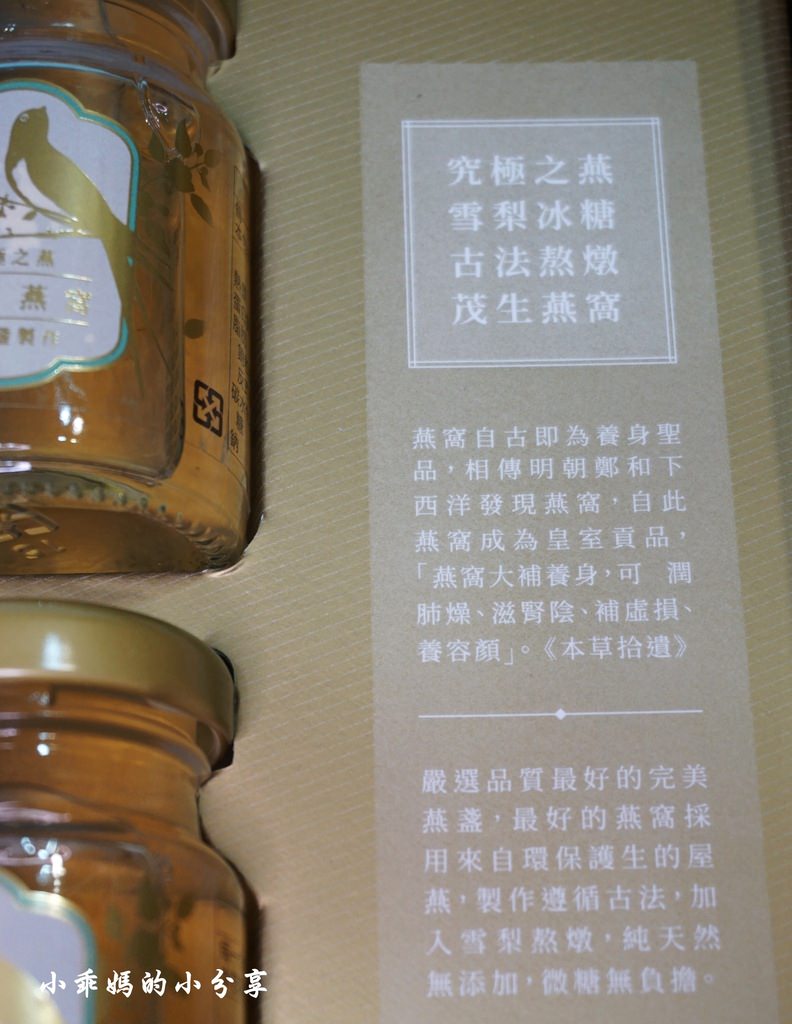 究極之燕
雪梨冰糖
古法熬燉
茂生燕窩
燕窩自古即為養身聖
品，相傳明朝鄭和下
西洋發現燕窩，自此
燕窩成為皇室貢品，
「燕窩大補養身，可　潤
肺燥、滋腎陰、補虛損、
養容顏」。《本草拾遺》
嚴選品質最好的完美
燕盞，最好的燕窩採
用來自環保護生的屋
燕，製作遵循古法，加
入雪梨熬燉，純天然
無添加，微糖無負擔。
極之燕
燕窩
製作
小乖媽的小分享